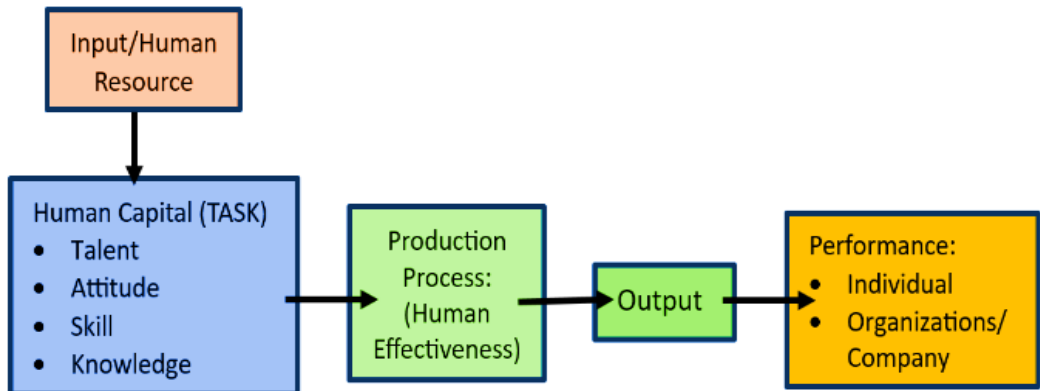 Input/Human
Resource
Human Capital (TASK)
• Talent
• Attitude
• Skill
• Knowledge
Production
Process:
(Human
Effectiveness)
Output
Performance:
• Individual
• Organizations/
Company